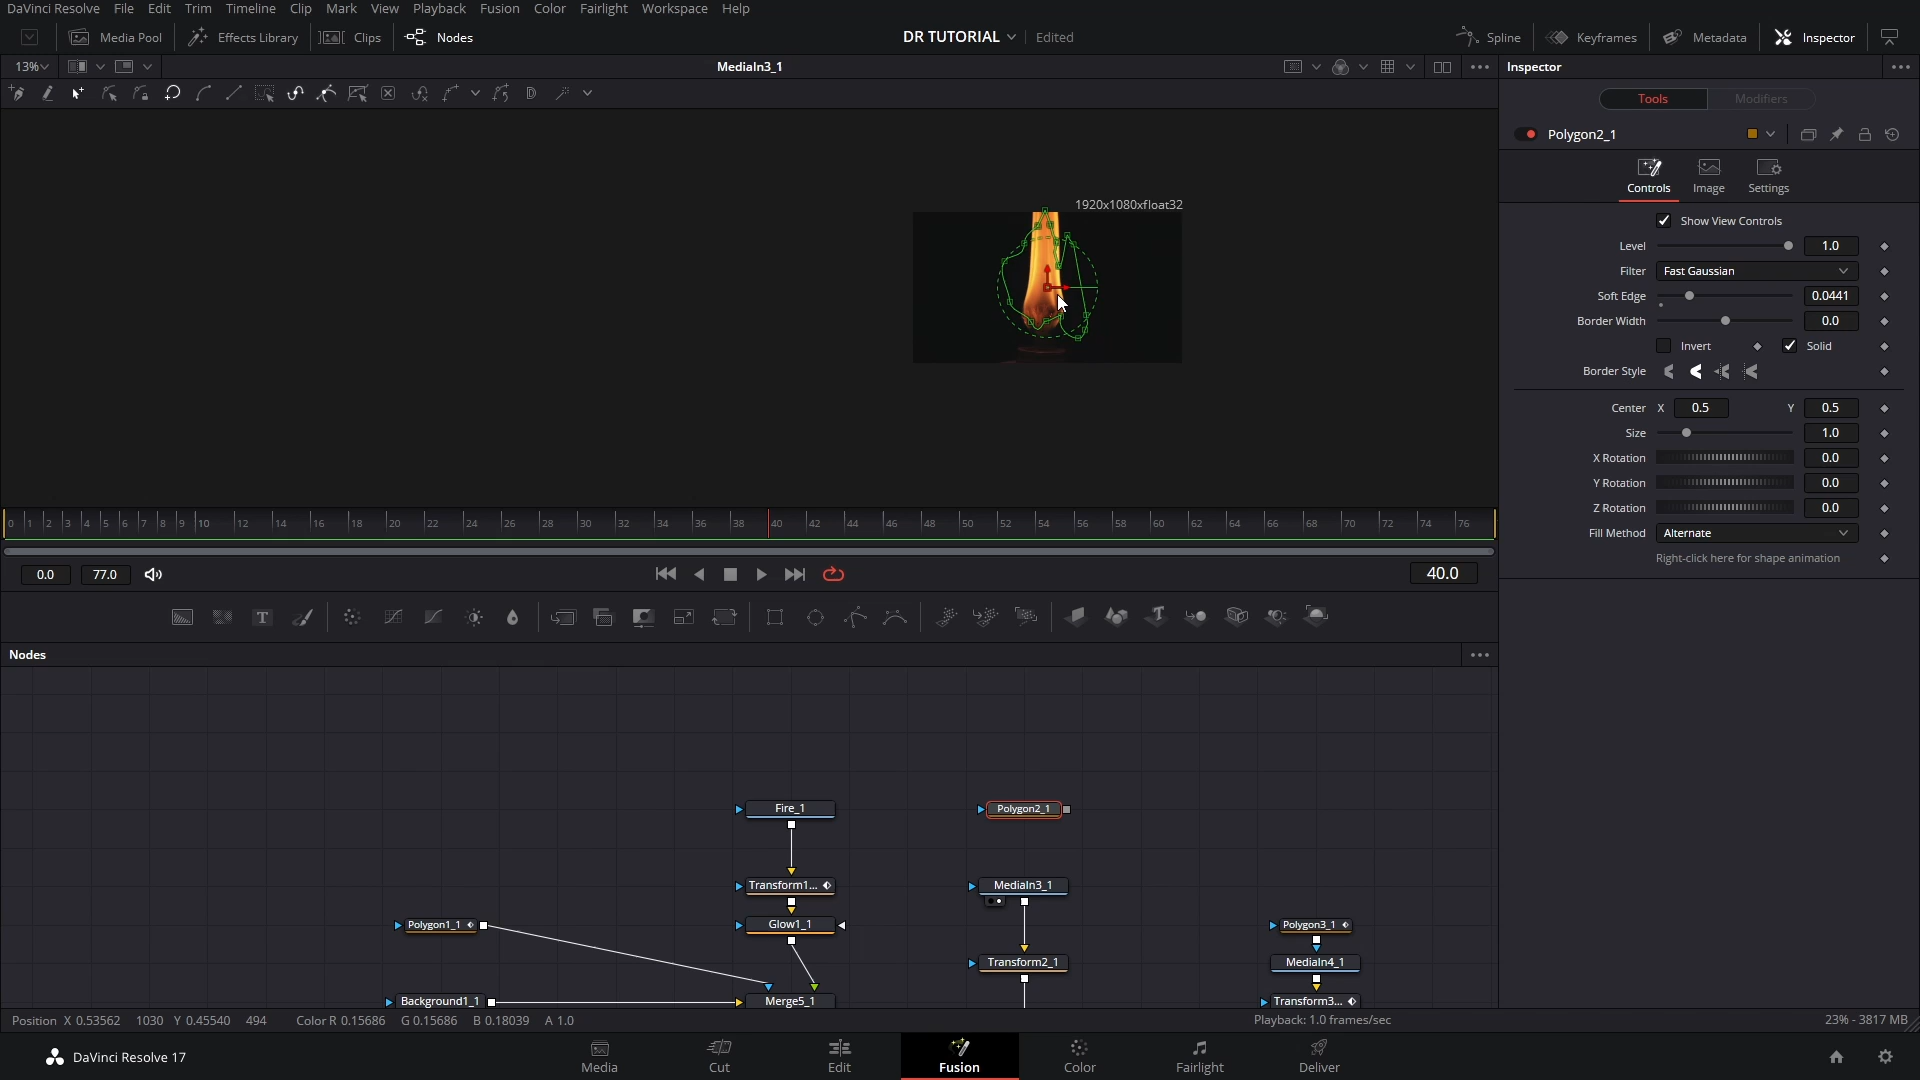 DaVinci Resolve File Edit Trim Timeline Clip Mark View Playback Fusion Color Fairlight Workspace Help
Media Pool Effects Library Clips Nodes DR TUTORIAL Edited Spline Keyframes Metadata Inspector
13% MediaIn3_1 Inspector
Tools Modifiers
Polygon2_1
Controls Image Settings
1920x1080xfloat32
Show View Controls
Level 1.0
Filter Fast Gaussian
Soft Edge 0.0441
Border Width 0.0
Invert Solid
Border Style
Center X 0.5 Y 0.5
Size 1.0
X Rotation 0.0
Y Rotation 0.0
Z Rotation 0.0
Fill Method Alternate
Right-click here for shape animation
0 1 2 3 4 5 6 7 8 9 10 12 14 16 18 20 22 24 26 28 30 32 34 36 38 40 42 44 46 48 50 52 54 56 58 60 62 64 66 68 70 72 74 76
0.0 77.0 40.0
Nodes
Fire_1 Polygon2_1
Transform1... MediaIn3_1
Polygon1_1 Glow1_1 Polygon3_1
Transform2_1 MediaIn4_1
Background1_1 Merge5_1 Transform3...
Position X 0.53562 1030 Y 0.45540 494 Color R 0.15686 G 0.15686 B 0.18039 A 1.0 Playback: 1.0 frames/sec 23% - 3817 MB
DaVinci Resolve 17 Media Cut Edit Fusion Color Fairlight Deliver